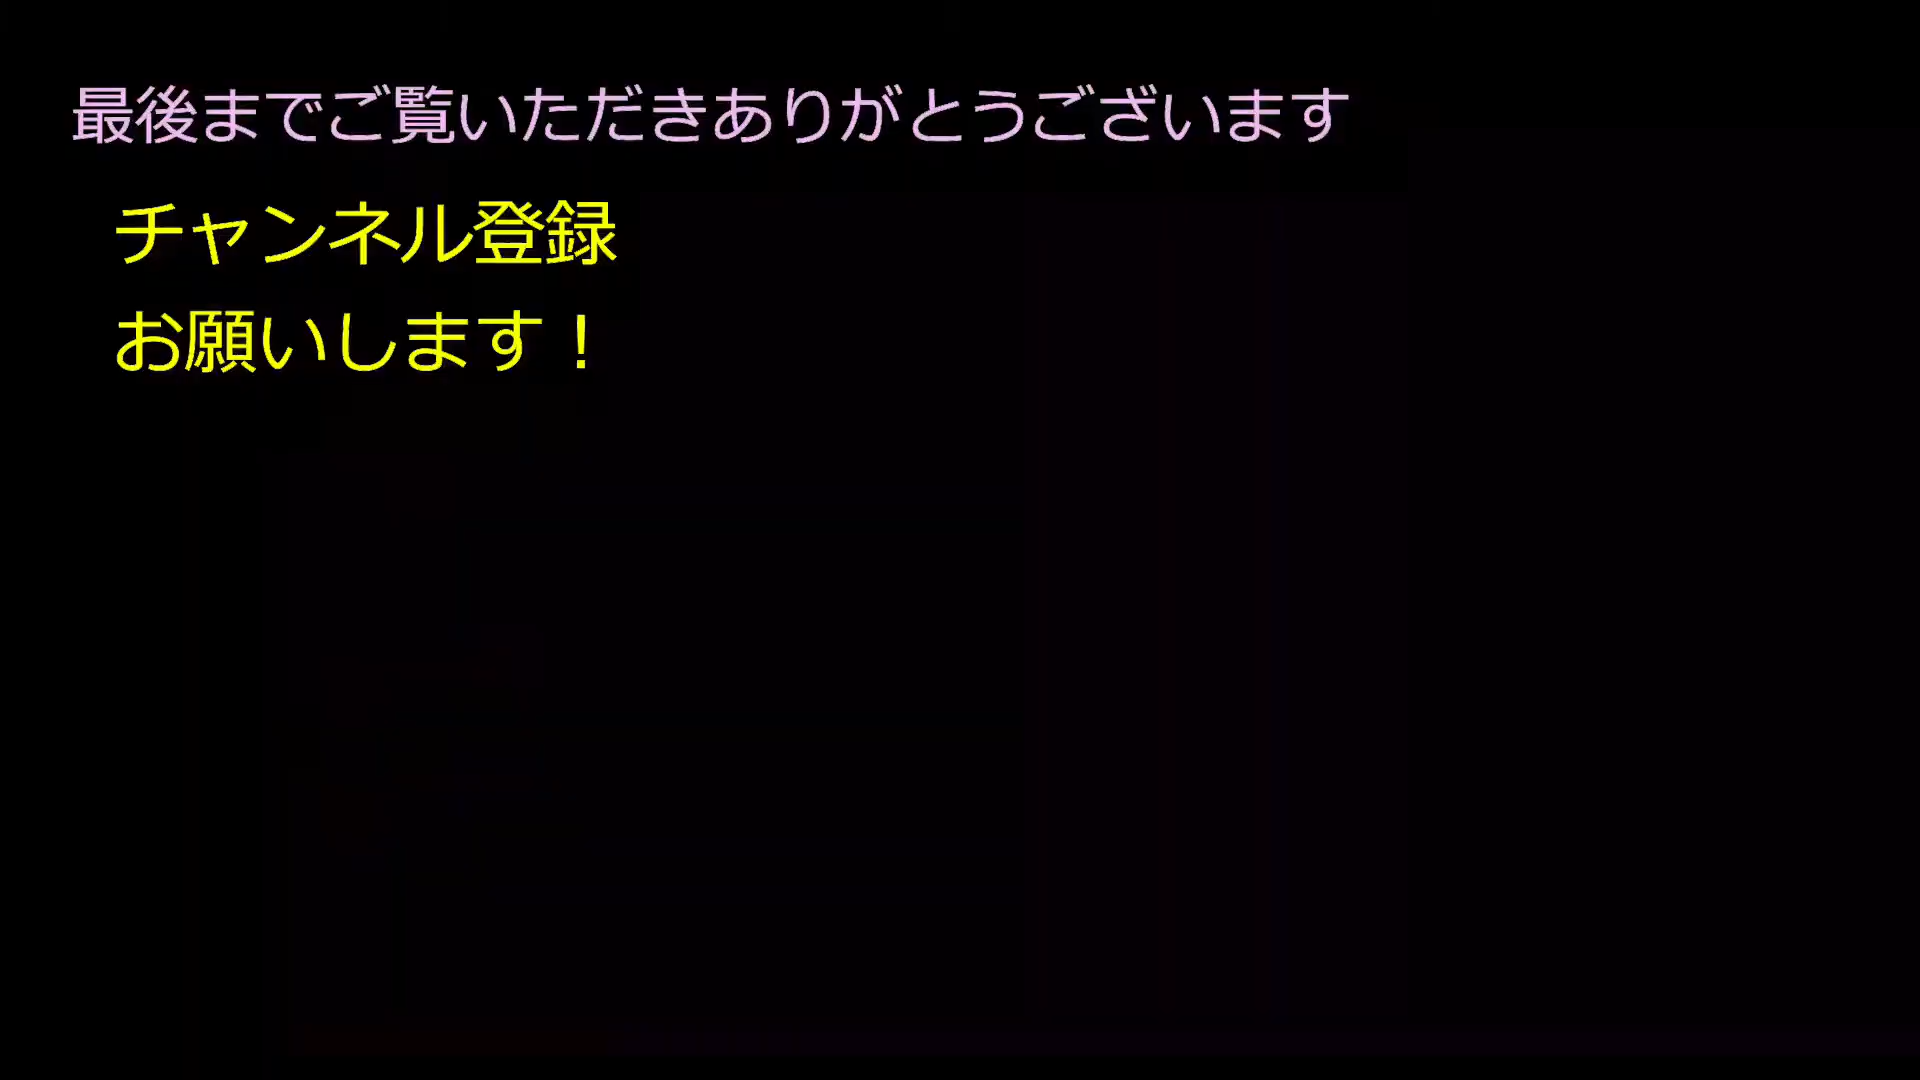 最後までご覧いただきありがとうございます
チャンネル登録
お願いします！